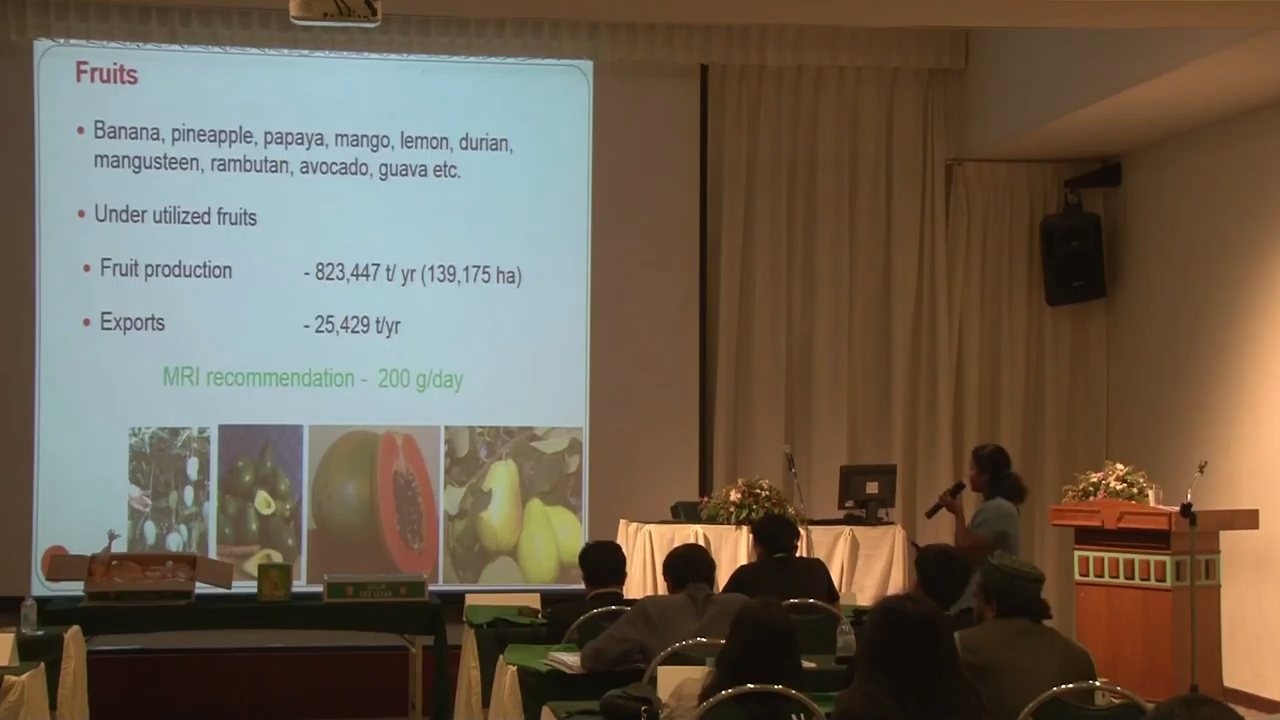 Fruits
• Banana, pineapple, papaya, mango, lemon, durian,
mangusteen, rambutan, avocado, guava etc.
• Under utilized fruits
• Fruit production - 823,447 t/ yr (139,175 ha)
• Exports - 25,429 t/yr
MRI recommendation - 200 g/day